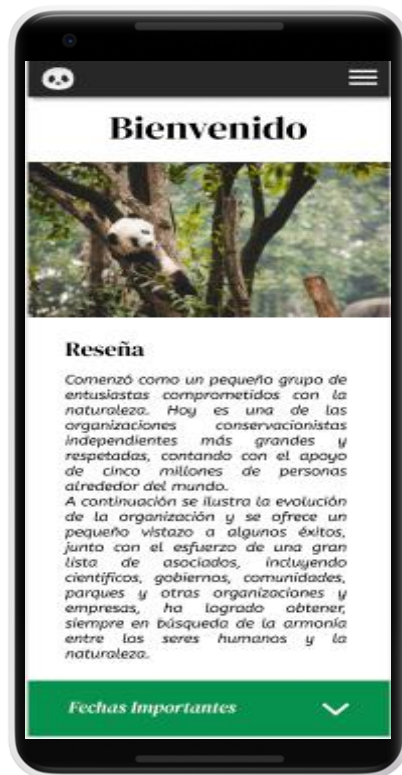 Bienvenido
Reseña
Comenzó como un pequeño grupo de
entusiastas comprometidos con la
naturaleza. Hoy es una de las
organizaciones conservacionistas
independientes más grandes y
respetadas, contando con el apoyo
de cinco millones de personas
alrededor del mundo.
A continuación se ilustra la evolución
de la organización y se ofrece un
pequeño vistazo a algunos éxitos,
junto con el esfuerzo de una gran
lista de asociados, incluyendo
científicos, gobiernos, comunidades,
parques y otras organizaciones y
empresas, ha logrado obtener,
siempre en búsqueda de la armonía
entre los seres humanos y la
naturaleza.
Fechas Importantes